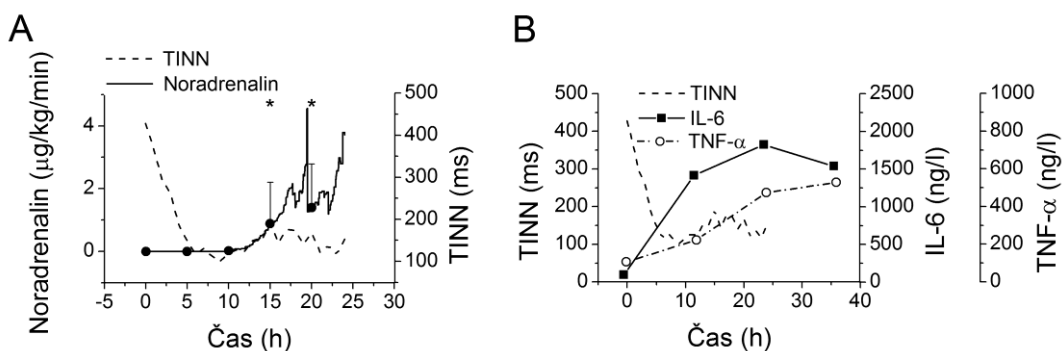 A
TINN
Noradrenalin
* *
Noradrenalin (μg/kg/min)
4
2
0
-5 0 5 10 15 20 25 30
Čas (h)
500
400
300
200
100
TINN (ms)
B
TINN
IL-6
TNF-α
TINN (ms)
500
400
300
200
100
0
0 10 20 30 40
Čas (h)
2500
2000
1500
1000
500
0
IL-6 (ng/l)
1000
800
600
400
200
0
TNF-α (ng/l)